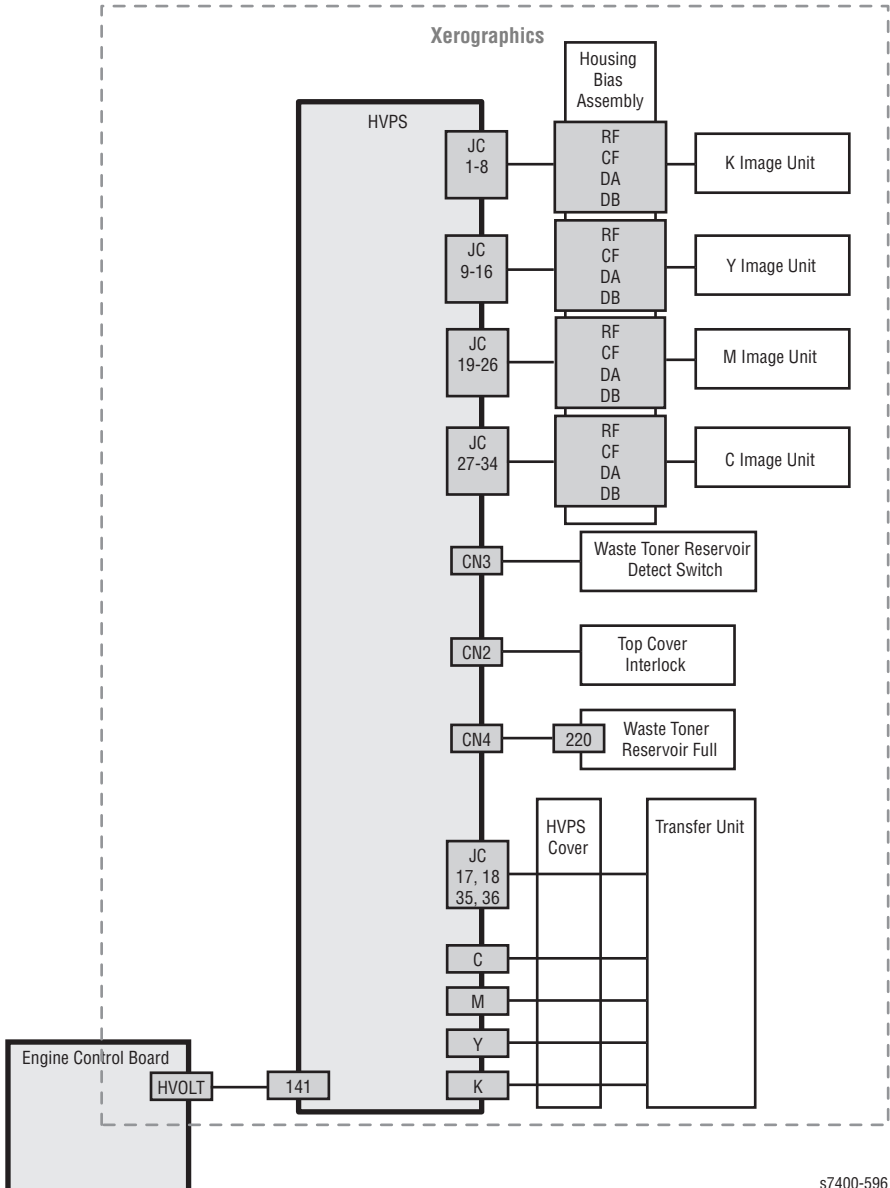 Xerographics
Housing
Bias
Assembly
HVPS
JC
1-8
RF
CF
DA
DB
K Image Unit
JC
9-16
RF
CF
DA
DB
Y Image Unit
JC
19-26
RF
CF
DA
DB
M Image Unit
JC
27-34
RF
CF
DA
DB
C Image Unit
CN3
Waste Toner Reservoir
Detect Switch
CN2
Top Cover
Interlock
CN4
220
Waste Toner
Reservoir Full
HVPS
Cover
Transfer Unit
JC
17, 18
35, 36
C
M
Y
K
Engine Control Board
HVOLT
141
s7400-596